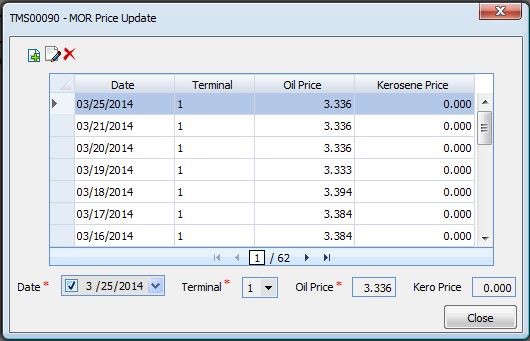 TMS00090 - MOR Price Update
Date Terminal Oil Price Kerosene Price
03/25/2014 1 3.336 0.000
03/21/2014 1 3.336 0.000
03/20/2014 1 3.336 0.000
03/19/2014 1 3.333 0.000
03/18/2014 1 3.394 0.000
03/17/2014 1 3.384 0.000
03/16/2014 1 3.384 0.000
1 / 62
Date * 3 /25/2014 Terminal * 1 Oil Price * 3.336 Kero Price 0.000
Close